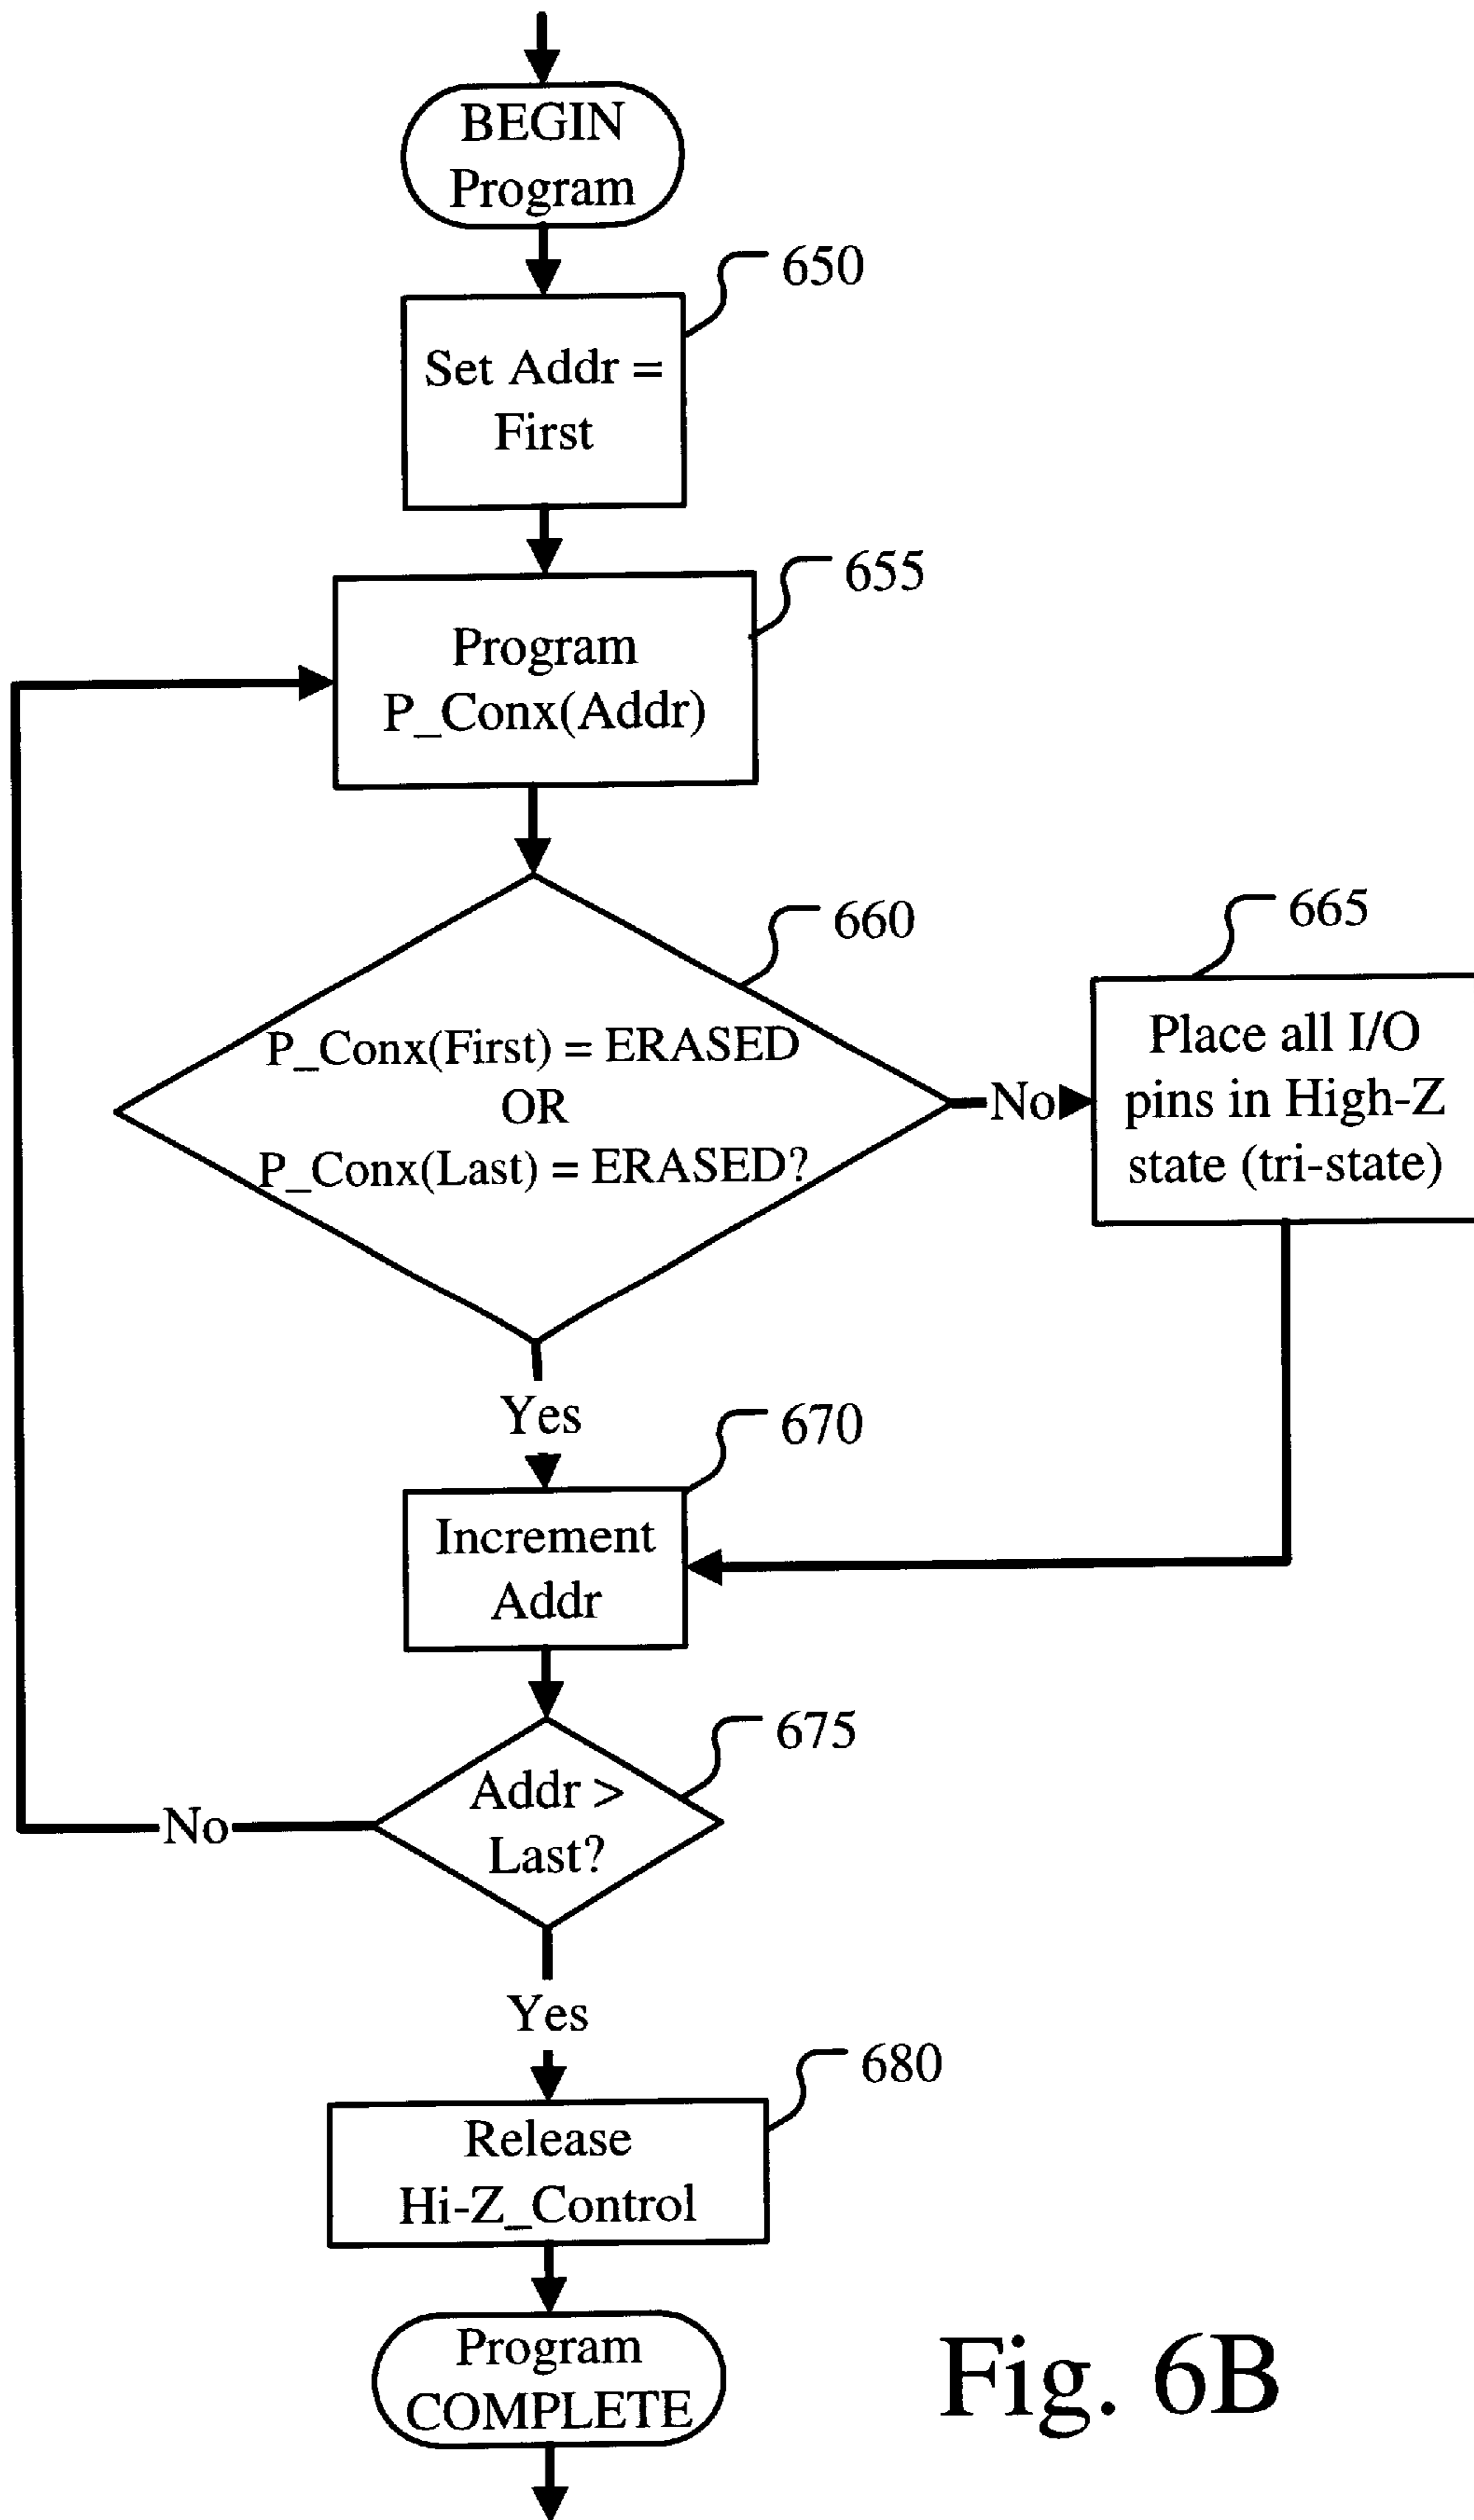 BEGIN
Program
650
Set Addr =
First
655
Program
P_Conx(Addr)
660
P_Conx(First) = ERASED
OR
P_Conx(Last) = ERASED?
No
665
Place all I/O
pins in High-Z
state (tri-state)
Yes
670
Increment
Addr
675
Addr >
Last?
No
Yes
680
Release
Hi-Z_Control
Program
COMPLETE
Fig. 6B